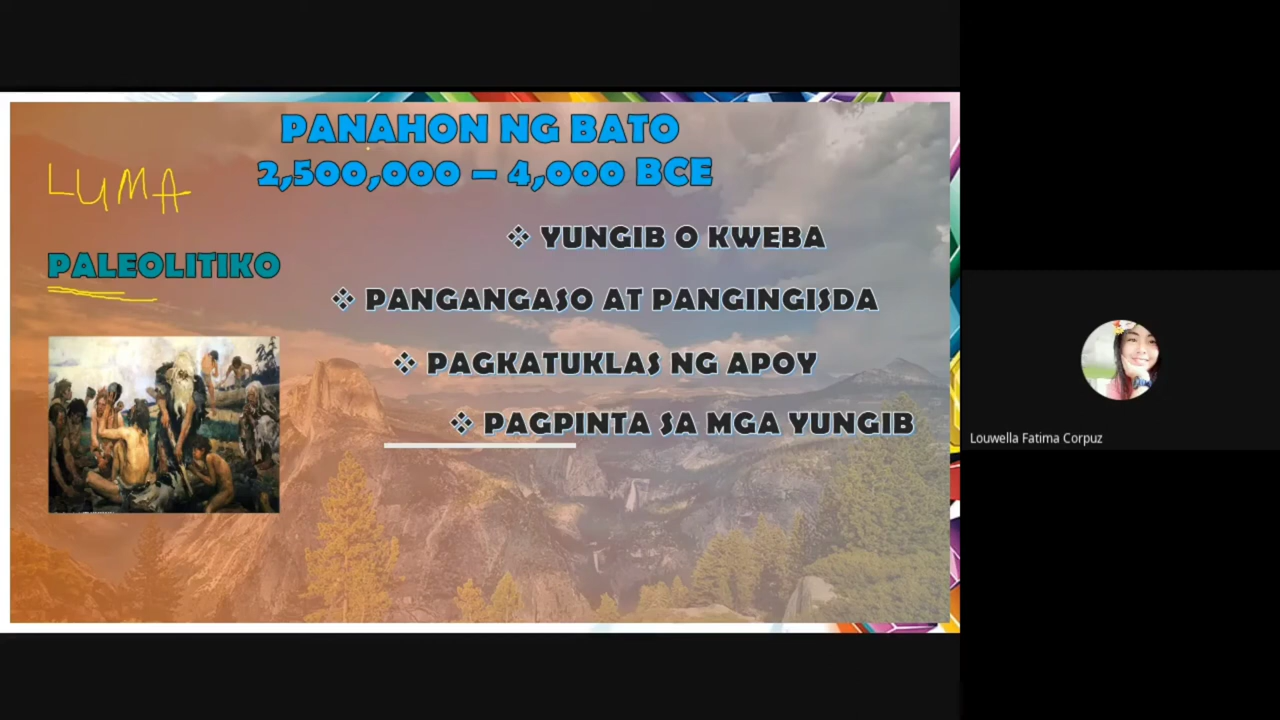 PANAHON NG BATO
2,500,000 – 4,000 BCE
LUMA
PALEOLITIKO
❖ YUNGIB O KWEBA
❖ PANGANGASO AT PANGINGISDA
❖ PAGKATUKLAS NG APOY
❖ PAGPINTA SA MGA YUNGIB
Louwella Fatima Corpuz